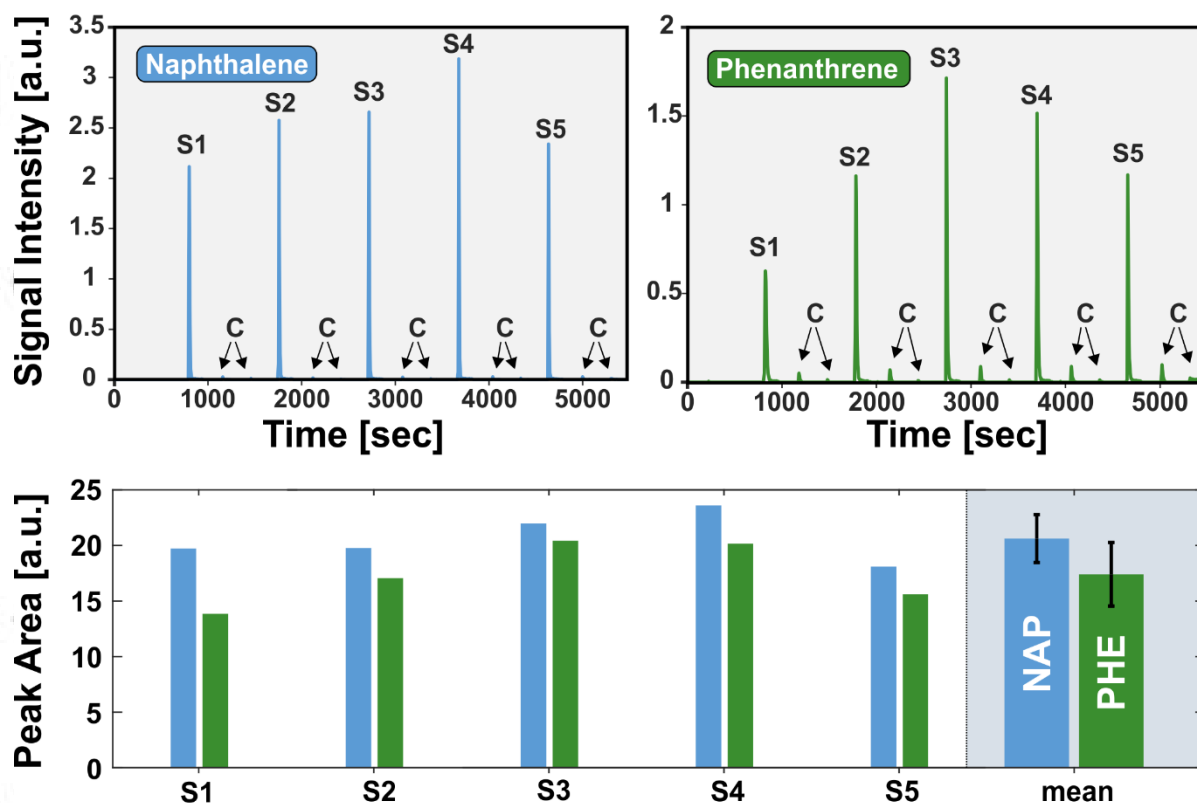 Signal Intensity [a.u.]
3.5
3
2.5
2
1.5
1
0.5
0
Naphthalene
S1
S2
S3
S4
S5
C
C
C
C
C
0
1000
2000
3000
4000
5000
Time [sec]
2
1.5
1
0.5
0
Phenanthrene
S1
S2
S3
S4
S5
C
C
C
C
C
0
1000
2000
3000
4000
5000
Time [sec]
Peak Area [a.u.]
25
20
15
10
5
0
NAP
PHE
S1
S2
S3
S4
S5
mean